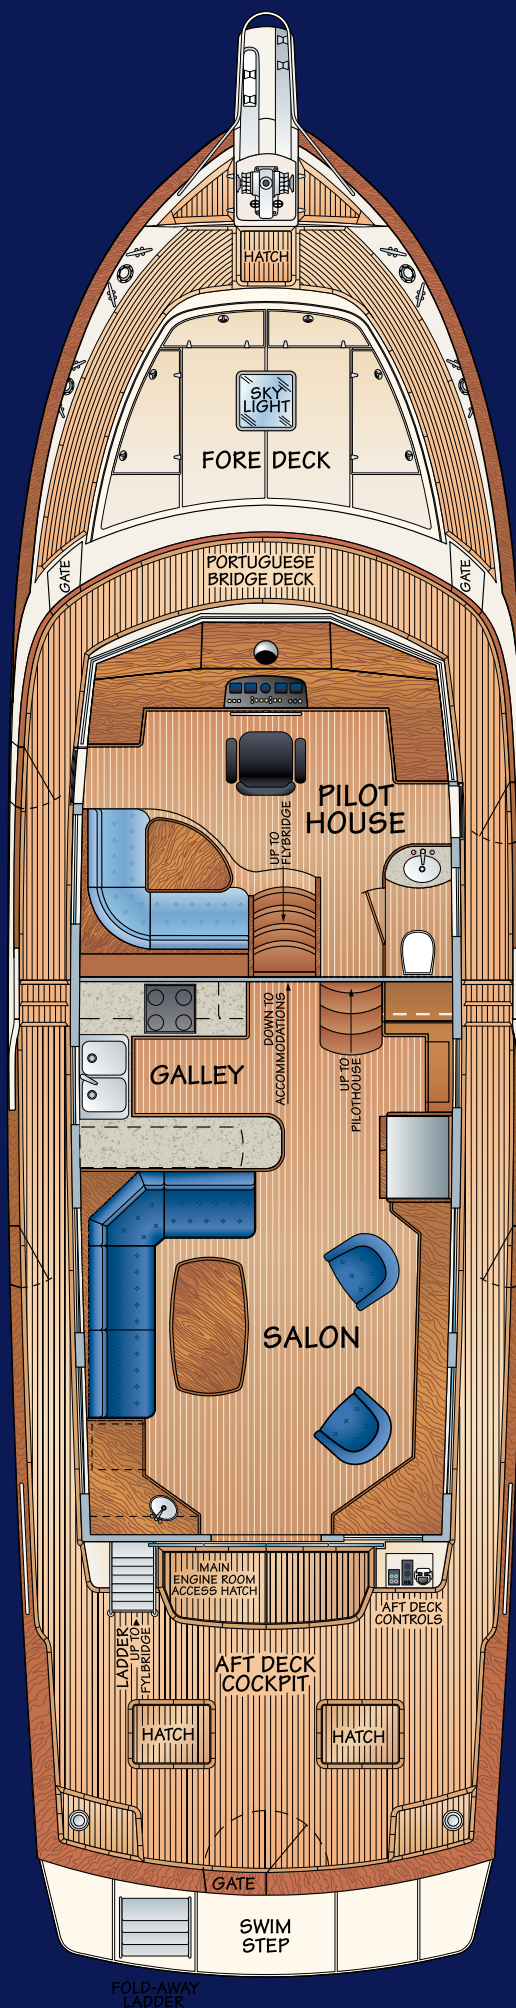 HATCH
SKY
LIGHT
FORE DECK
GATE
PORTUGUESE
BRIDGE DECK
GATE
PILOT
HOUSE
UP TO
FLYBRIDGE
DOWN TO
ACCOMMODATIONS
UP TO
PILOTHOUSE
GALLEY
SALON
MAIN
ENGINE ROOM
ACCESS HATCH
AFT DECK
CONTROLS
LADDER
UP TO
FYLBRIDGE
AFT DECK
COCKPIT
HATCH
HATCH
GATE
SWIM
STEP
FOLD-AWAY
LADDER